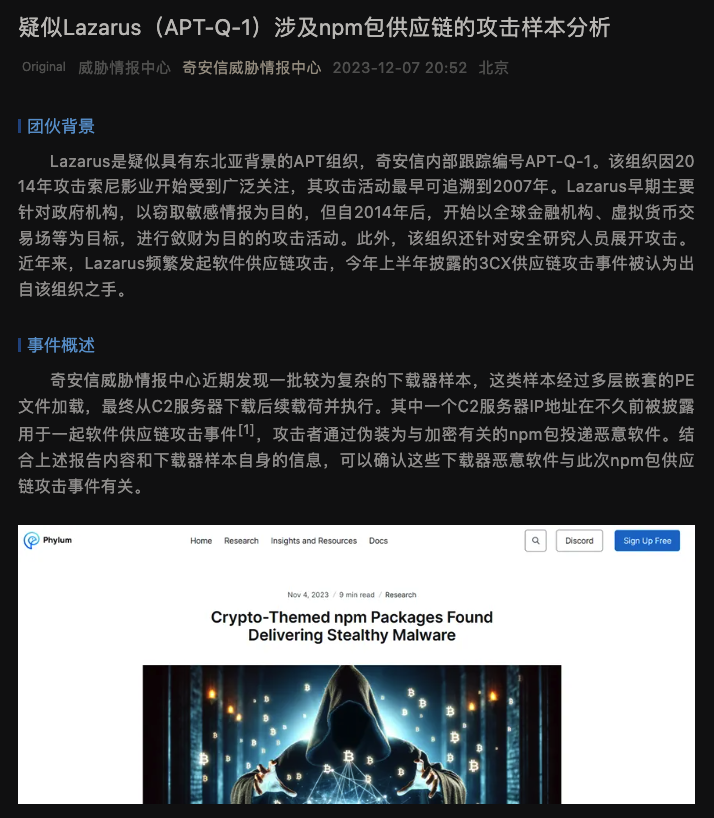 疑似Lazarus（APT-Q-1）涉及npm包供应链的攻击样本分析
Original 威胁情报中心 奇安信威胁情报中心 2023-12-07 20:52 北京
团伙背景
Lazarus是疑似具有东北亚背景的APT组织，奇安信内部跟踪编号APT-Q-1。该组织因20
14年攻击索尼影业开始受到广泛关注，其攻击活动最早可追溯到2007年。Lazarus早期主要
针对政府机构，以窃取敏感情报为目的，但自2014年后，开始以全球金融机构、虚拟货币交
易场等为目标，进行敛财为目的的攻击活动。此外，该组织还针对安全研究人员展开攻击。
近年来，Lazarus频繁发起软件供应链攻击，今年上半年披露的3CX供应链攻击事件被认为出
自该组织之手。
事件概述
奇安信威胁情报中心近期发现一批较为复杂的下载器样本，这类样本经过多层嵌套的PE
文件加载，最终从C2服务器下载后续载荷并执行。其中一个C2服务器IP地址在不久前被披露
用于一起软件供应链攻击事件[1]，攻击者通过伪装为与加密有关的npm包投递恶意软件。结
合上述报告内容和下载器样本自身的信息，可以确认这些下载器恶意软件与此次npm包供应
链攻击事件有关。
Phylum Home Research Insights and Resources Docs Discord Sign Up Free
Nov 4, 2023 / 9 min read / Research
Crypto-Themed npm Packages Found
Delivering Stealthy Malware